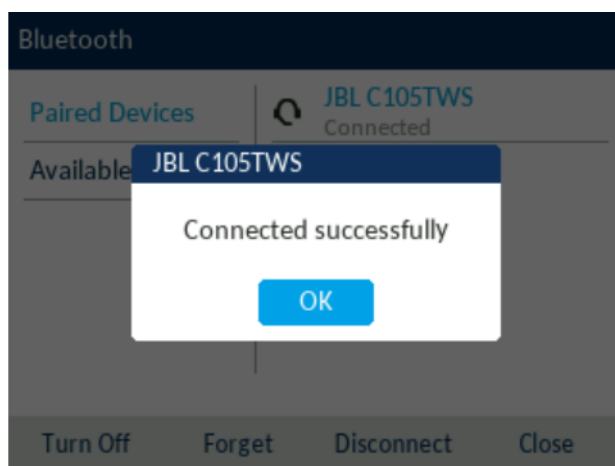 Bluetooth
Paired Devices
JBL C105TWS
Connected
Available
JBL C105TWS
Connected successfully
OK
Turn Off Forget Disconnect Close